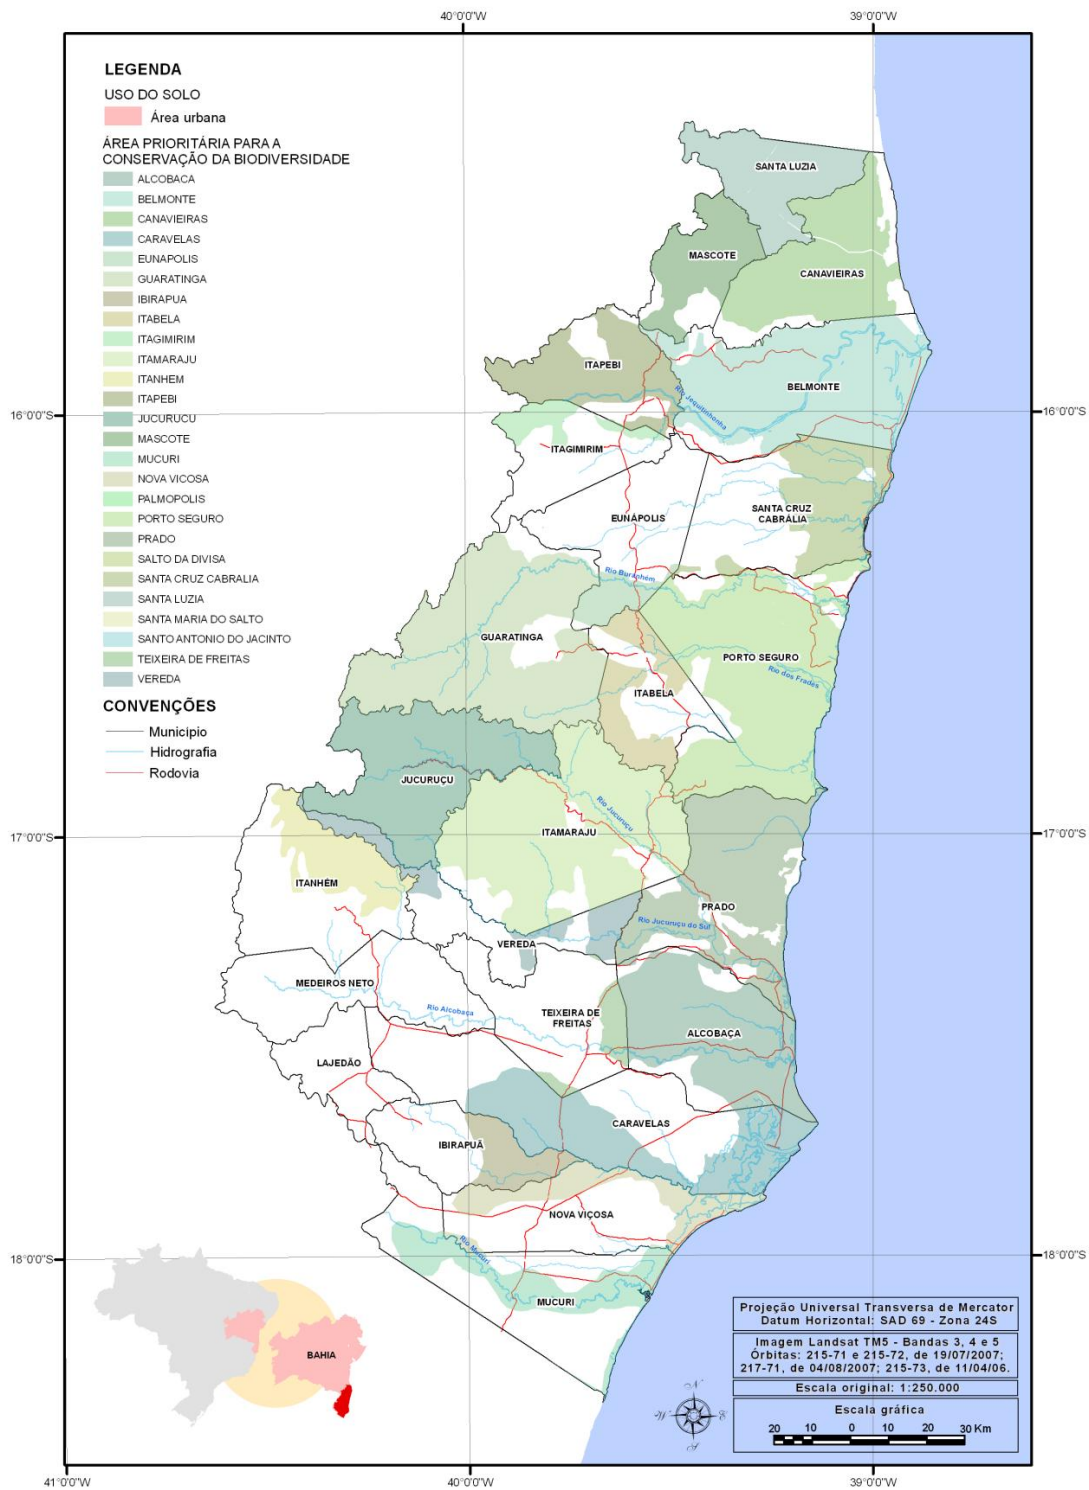 40°0'0"W
39°0'0"W
LEGENDA
USO DO SOLO
Área urbana
ÁREA PRIORITÁRIA PARA A
CONSERVAÇÃO DA BIODIVERSIDADE
ALCOBACA
BELMONTE
CANAVIEIRAS
CARAVELAS
EUNAPOLIS
GUARATINGA
IBIRAPUA
ITABELA
ITAGIMIRIM
ITAMARAJU
ITANHEM
ITAPEBI
JUCURUCU
MASCOTE
MUCURI
NOVA VICOSA
PALMOPOLIS
PORTO SEGURO
PRADO
SALTO DA DIVISA
SANTA CRUZ CABRALIA
SANTA LUZIA
SANTA MARIA DO SALTO
SANTO ANTONIO DO JACINTO
TEIXEIRA DE FREITAS
VEREDA
CONVENÇÕES
Municipio
Hidrografia
Rodovia
SANTA LUZIA
MASCOTE
CANAVIEIRAS
ITAPEBI
BELMONTE
Rio Jequitinhonha
16°0'0"S
16°0'0"S
ITAGIMIRIM
EUNÁPOLIS
SANTA CRUZ
CABRÁLIA
Rio Buranhém
GUARATINGA
PORTO SEGURO
Rio dos Frades
ITABELA
JUCURUÇU
Rio Jucuruçu
ITAMARAJU
17°0'0"S
17°0'0"S
ITANHÉM
PRADO
Rio Jucuruçu do Sul
VEREDA
MEDEIROS NETO
Rio Alcobaça
TEIXEIRA DE
FREITAS
ALCOBAÇA
LAJEDÃO
CARAVELAS
IBIRAPUÃ
NOVA VIÇOSA
Rio Mucuri
18°0'0"S
18°0'0"S
MUCURI
BAHIA
Projeção Universal Transversa de Mercator
Datum Horizontal: SAD 69 - Zona 24S
Imagem Landsat TM5 - Bandas 3, 4 e 5
Órbitas: 215-71 e 215-72, de 19/07/2007;
217-71, de 04/08/2007; 215-73, de 11/04/06.
Escala original: 1:250.000
Escala gráfica
20 10 0 10 20 30 Km
N
W E
S
41°0'0"W
40°0'0"W
39°0'0"W